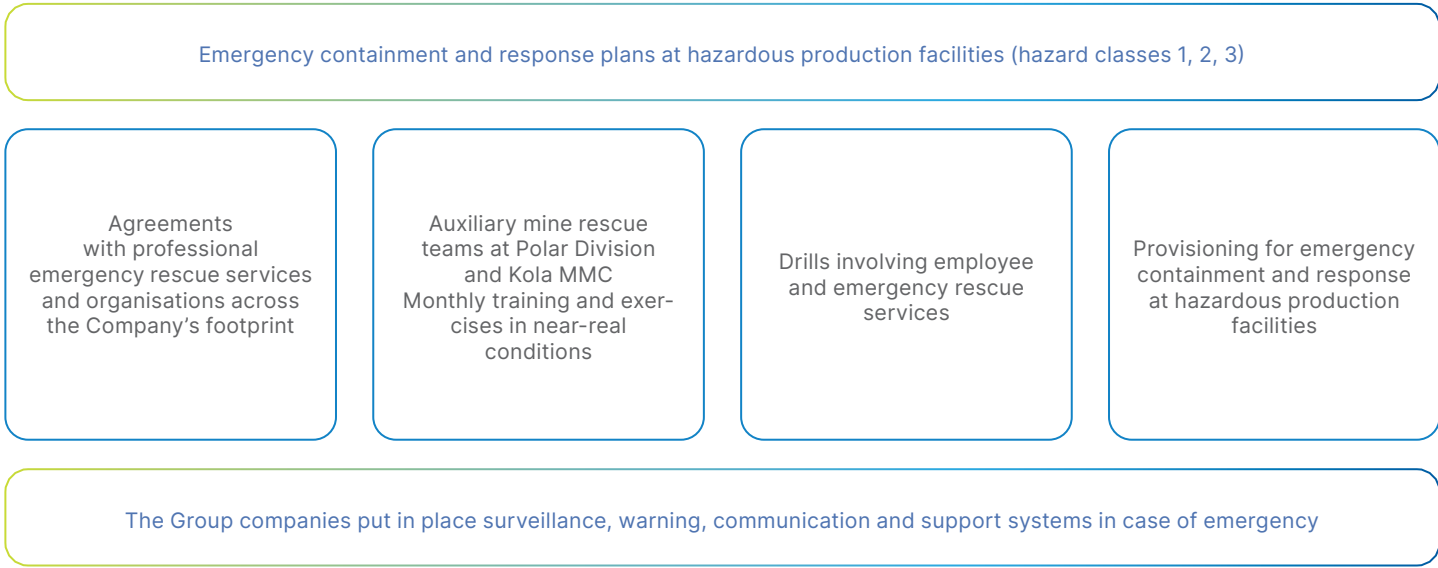 Emergency containment and response plans at hazardous production facilities (hazard classes 1, 2, 3)
Agreements
with professional
emergency rescue services
and organisations across
the Company’s footprint
Auxiliary mine rescue
teams at Polar Division
and Kola MMC
Monthly training and exer-
cises in near-real
conditions
Drills involving employee
and emergency rescue
services
Provisioning for emergency
containment and response
at hazardous production
facilities
The Group companies put in place surveillance, warning, communication and support systems in case of emergency